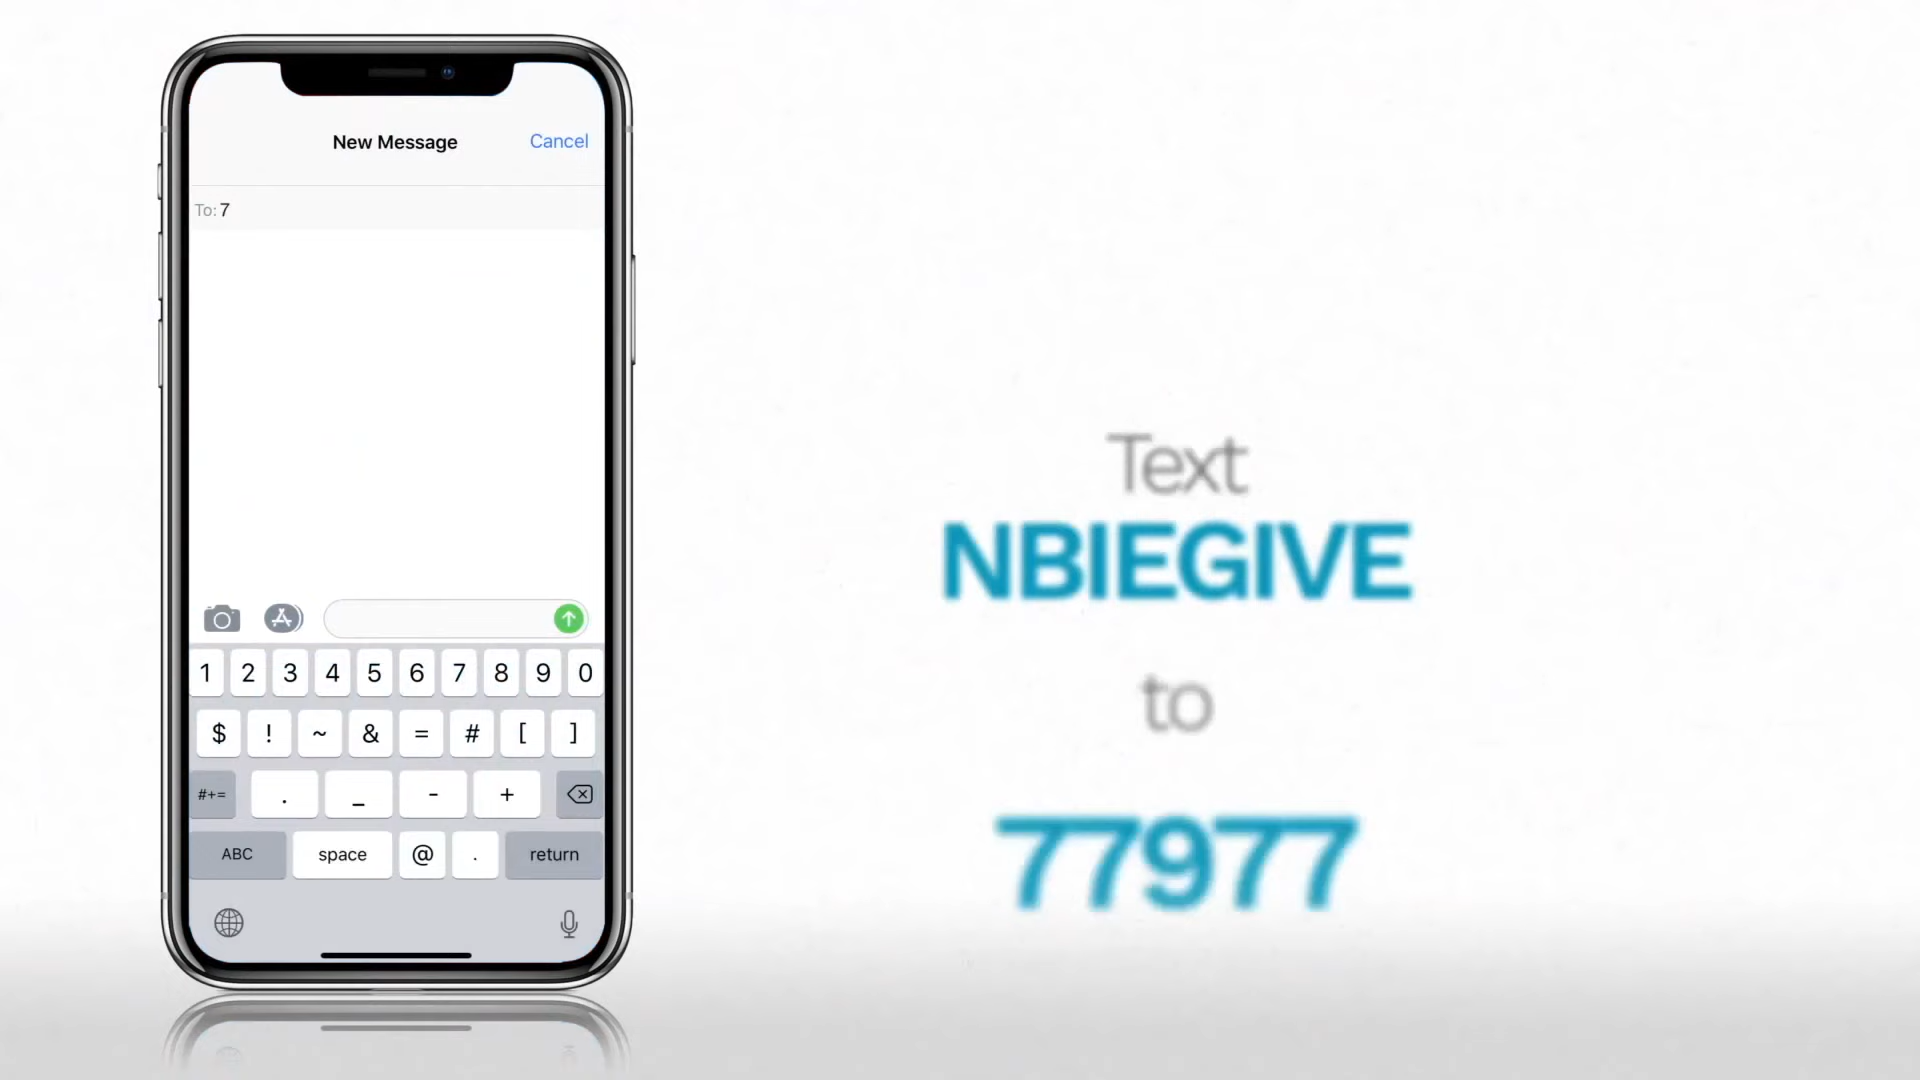 New Message Cancel
To: 7
1 2 3 4 5 6 7 8 9 0
$ ! ~ & = # [ ]
#+= . _ - +
ABC space @ . return
Text
NBIEGIVE
to
77977